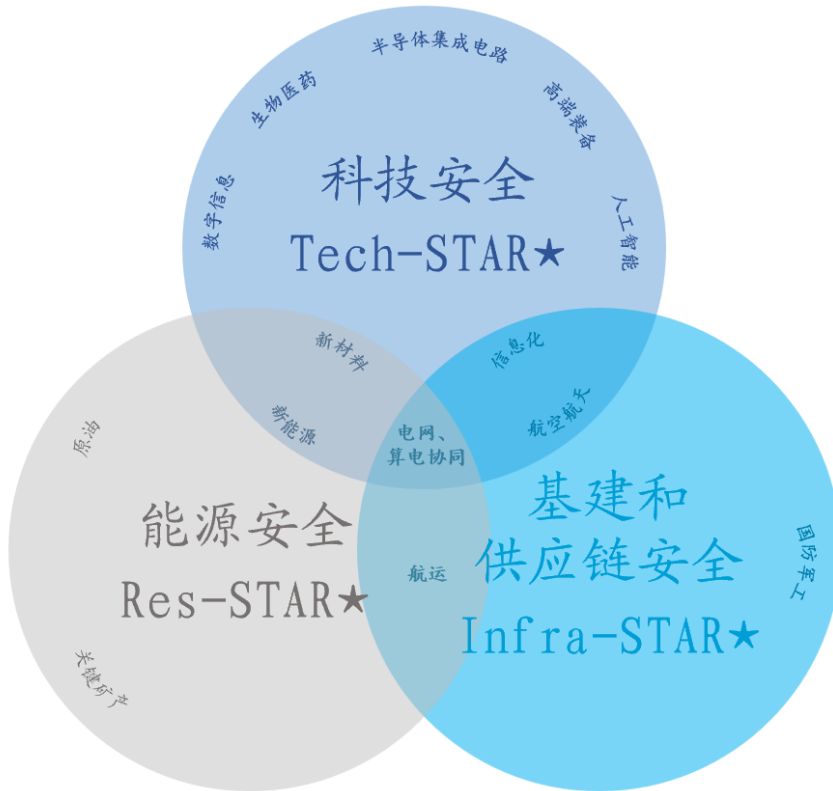 半导体集成电路
生物医药
高端装备
数字信息
人工智能
科技安全
Tech-STAR★
新材料
信息化
新能源
航空航天
电网、
算电协同
原油
能源安全
Res-STAR★
关键矿产
航运
基建和
供应链安全
Infra-STAR★
国防军工